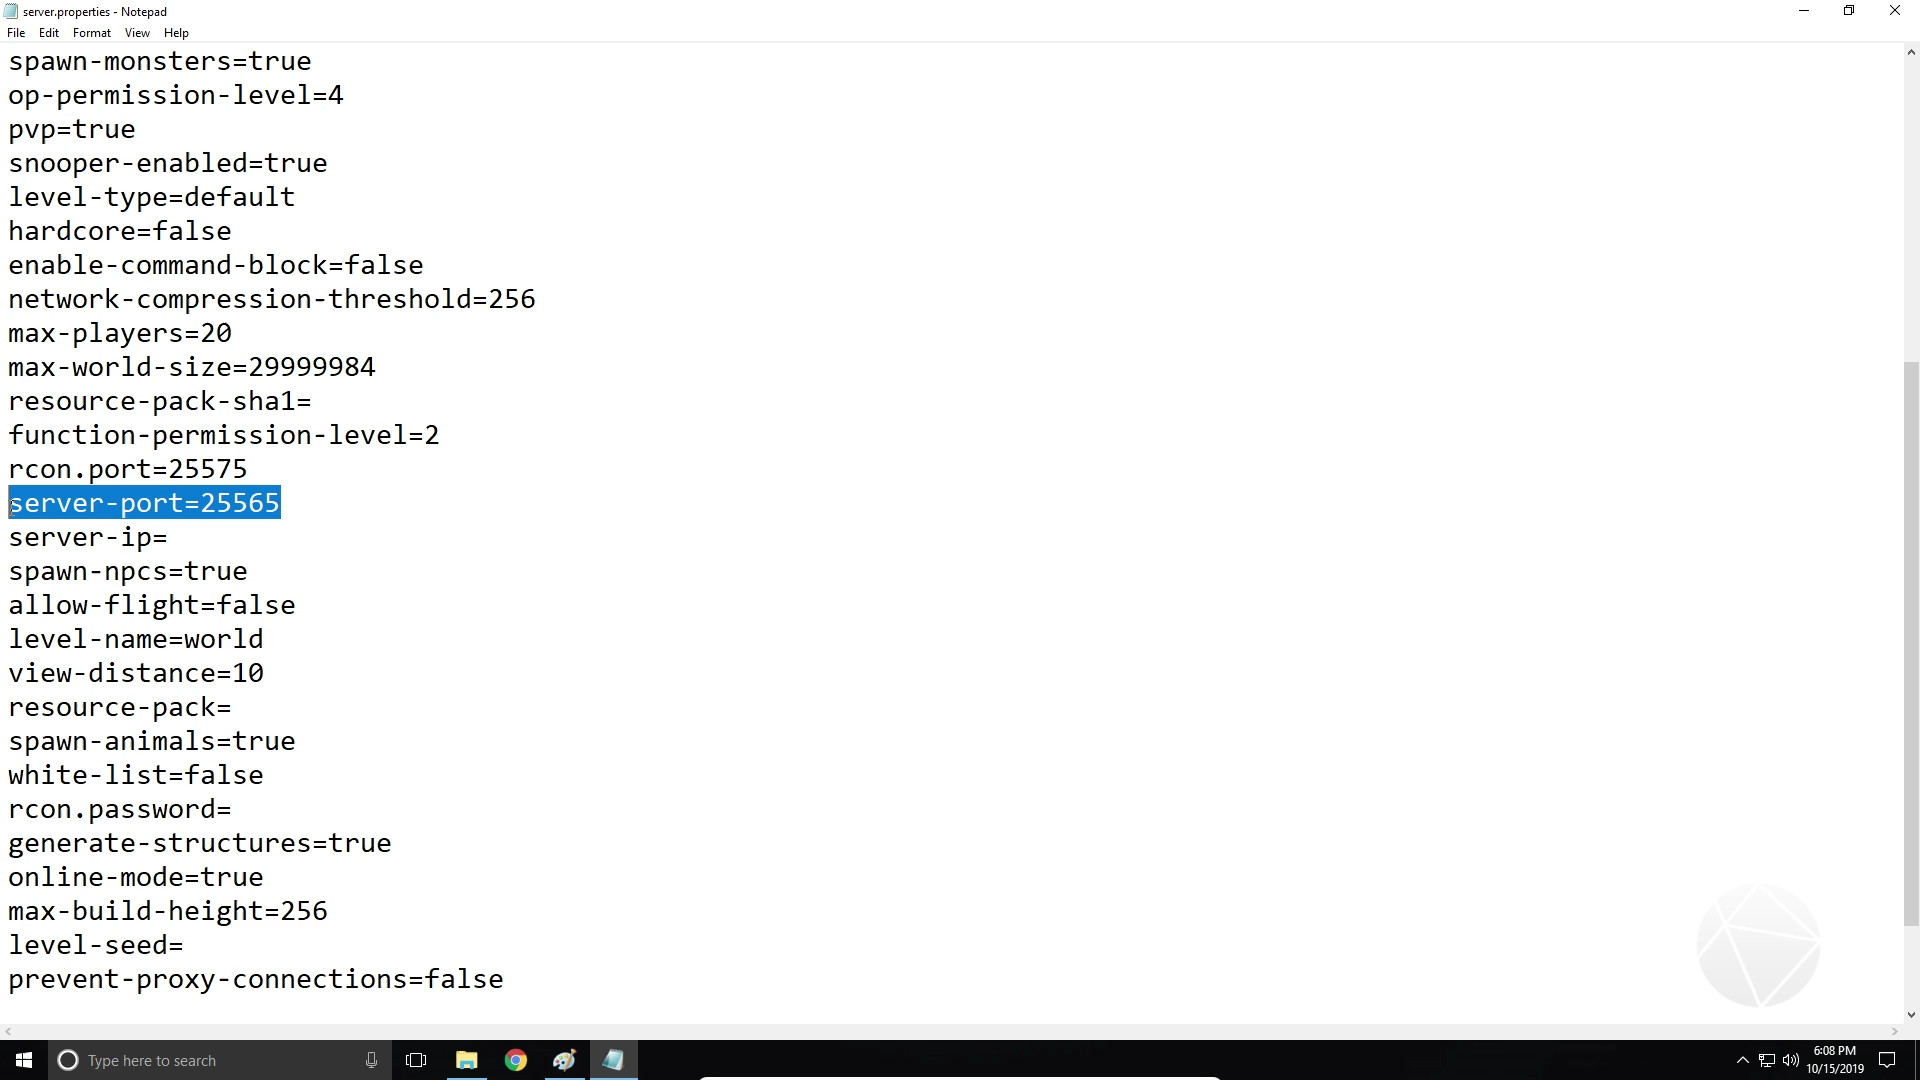 server.properties - Notepad
File Edit Format View Help
spawn-monsters=true
op-permission-level=4
pvp=true
snooper-enabled=true
level-type=default
hardcore=false
enable-command-block=false
network-compression-threshold=256
max-players=20
max-world-size=29999984
resource-pack-sha1=
function-permission-level=2
rcon.port=25575
server-port=25565
server-ip=
spawn-npcs=true
allow-flight=false
level-name=world
view-distance=10
resource-pack=
spawn-animals=true
white-list=false
rcon.password=
generate-structures=true
online-mode=true
max-build-height=256
level-seed=
prevent-proxy-connections=false
Type here to search
6:08 PM
10/15/2019